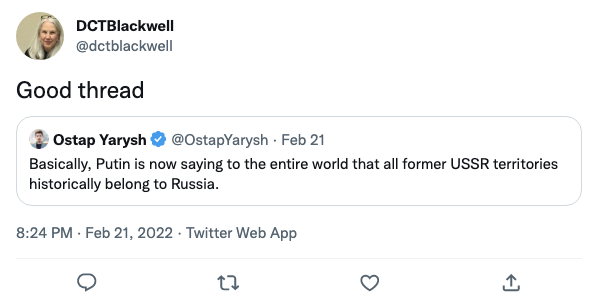 DCTBlackwell
@dctblackwell
Good thread
Ostap Yarysh @OstapYarysh · Feb 21
Basically, Putin is now saying to the entire world that all former USSR territories
historically belong to Russia.
8:24 PM · Feb 21, 2022 · Twitter Web App